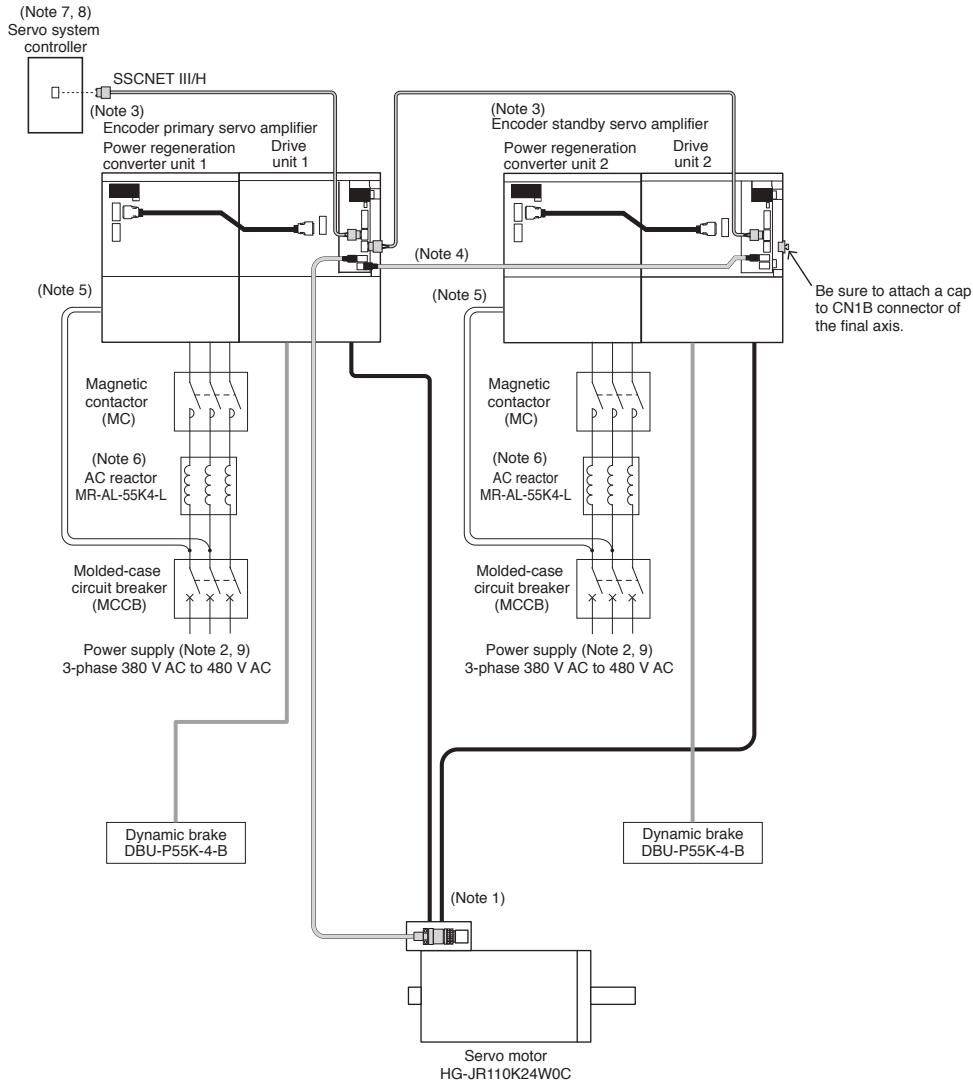 (Note 7, 8)
Servo system
controller
SSCNET III/H
(Note 3)
Encoder primary servo amplifier
Power regeneration
converter unit 1
Drive
unit 1
(Note 3)
Encoder standby servo amplifier
Power regeneration
converter unit 2
Drive
unit 2
(Note 4)
(Note 5)
(Note 5)
Be sure to attach a cap
to CN1B connector of
the final axis.
Magnetic
contactor
(MC)
Magnetic
contactor
(MC)
(Note 6)
AC reactor
MR-AL-55K4-L
(Note 6)
AC reactor
MR-AL-55K4-L
Molded-case
circuit breaker
(MCCB)
Molded-case
circuit breaker
(MCCB)
Power supply (Note 2, 9)
3-phase 380 V AC to 480 V AC
Power supply (Note 2, 9)
3-phase 380 V AC to 480 V AC
Dynamic brake
DBU-P55K-4-B
Dynamic brake
DBU-P55K-4-B
(Note 1)
Servo motor
HG-JR110K24W0C